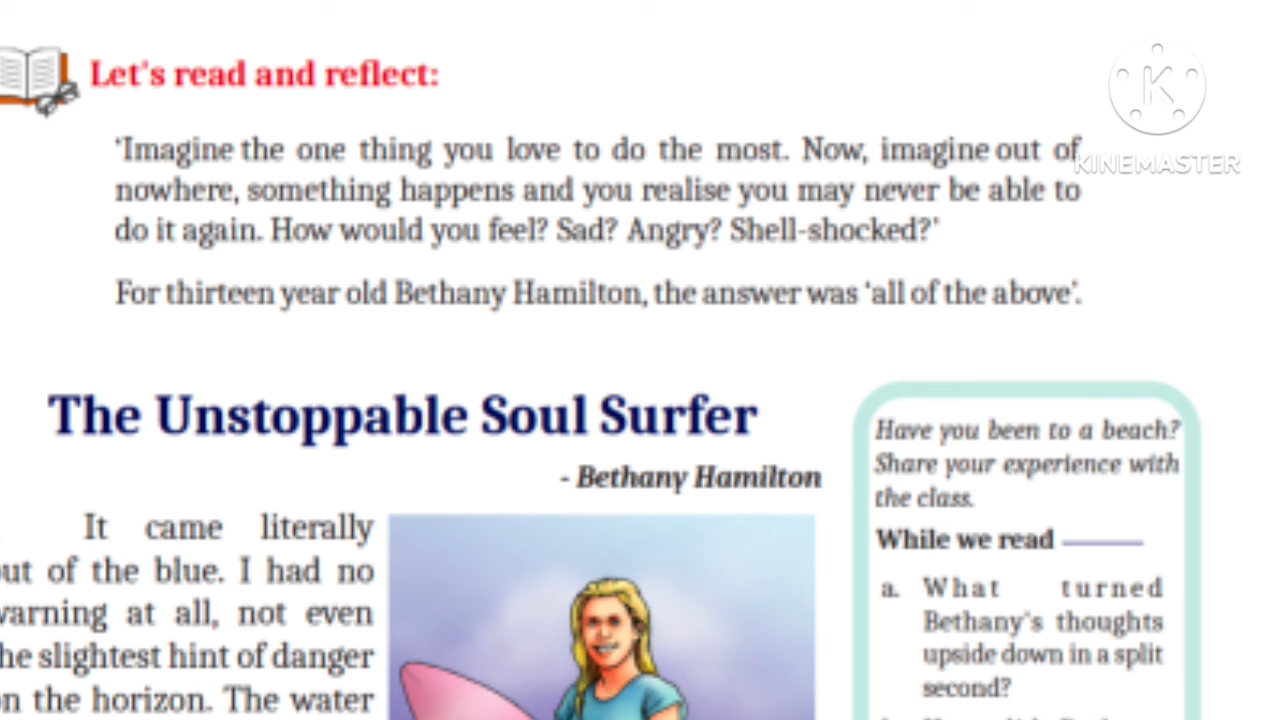 Let's read and reflect:
K
KINEMASTER
'Imagine the one thing you love to do the most. Now, imagine out of
nowhere, something happens and you realise you may never be able to
do it again. How would you feel? Sad? Angry? Shell-shocked?'
For thirteen year old Bethany Hamilton, the answer was 'all of the above'.
The Unstoppable Soul Surfer
- Bethany Hamilton
It came literally
of the blue. I had no
at all, not even
slightest hint of danger
the horizon. The water
Have you been to a beach?
Share your experience with
the class.
While we read
a. What turned
Bethany's thoughts
upside down in a split
second?